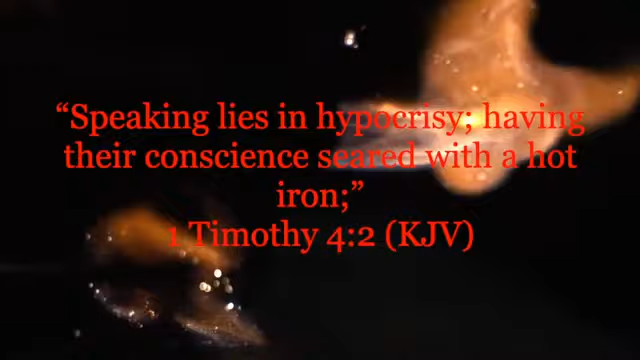 “Speaking lies in hypocrisy; having
their conscience seared with a hot
iron;”
1 Timothy 4:2 (KJV)